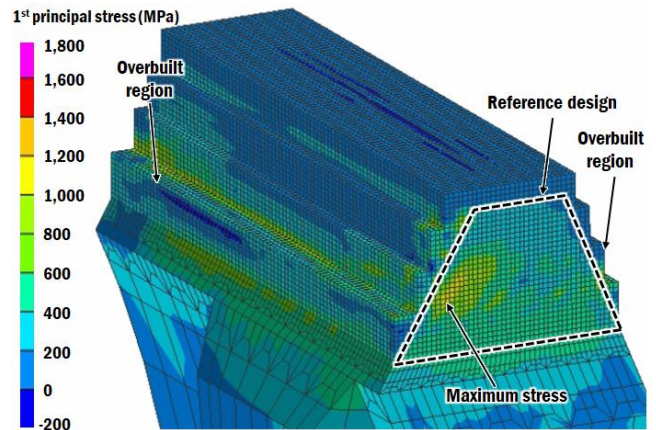 1st principal stress (MPa)
1,800
1,600
1,400
1,200
1,000
800
600
400
200
0
-200
Overbuilt
region
Reference design
Overbuilt
region
Maximum stress